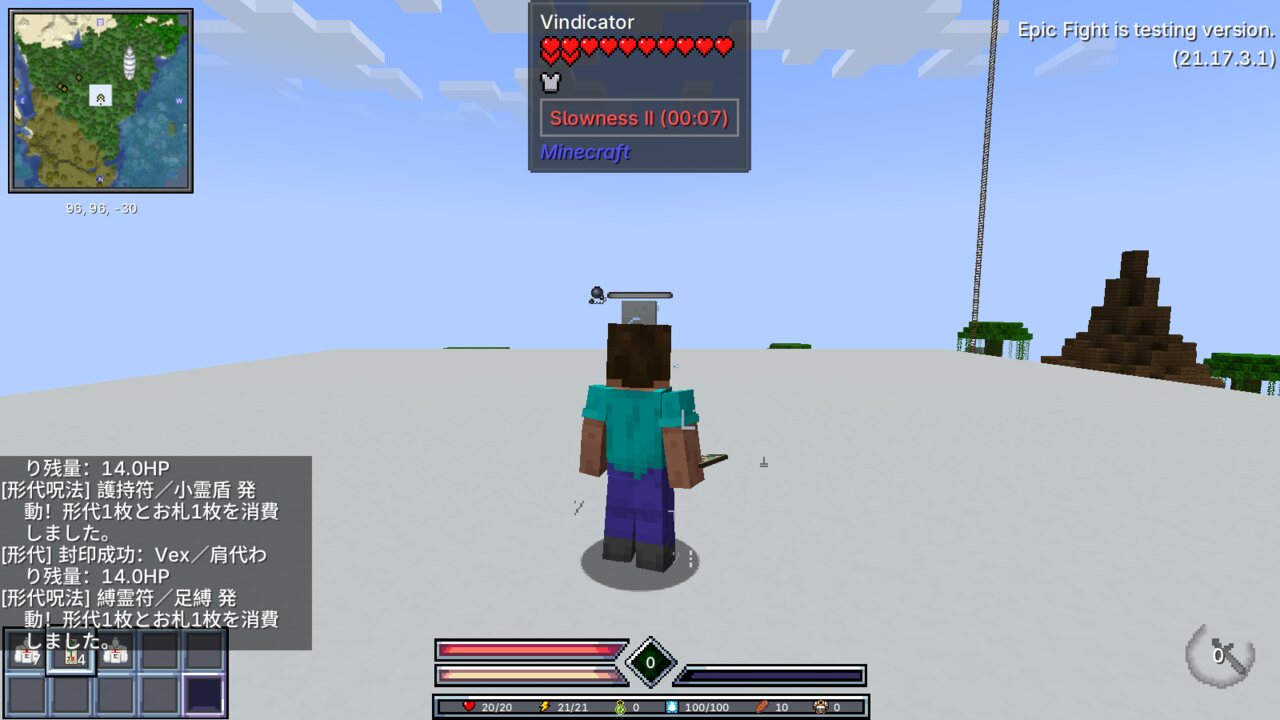 S
E
W
N
96, 96, -30
Vindicator
Slowness II (00:07)
Minecraft
Epic Fight is testing version.
(21.17.3.1)
り残量: 14.0HP
[形代呪法] 護持符／小霊盾 発
動! 形代1枚とお札1枚を消費
しました。
[形代] 封印成功: Vex／肩代わ
り残量: 14.0HP
[形代呪法] 縛霊符／足縛 発
動! 形代1枚とお札1枚を消費
しました。
7
4
0
20/20
21/21
0
100/100
10
0
0